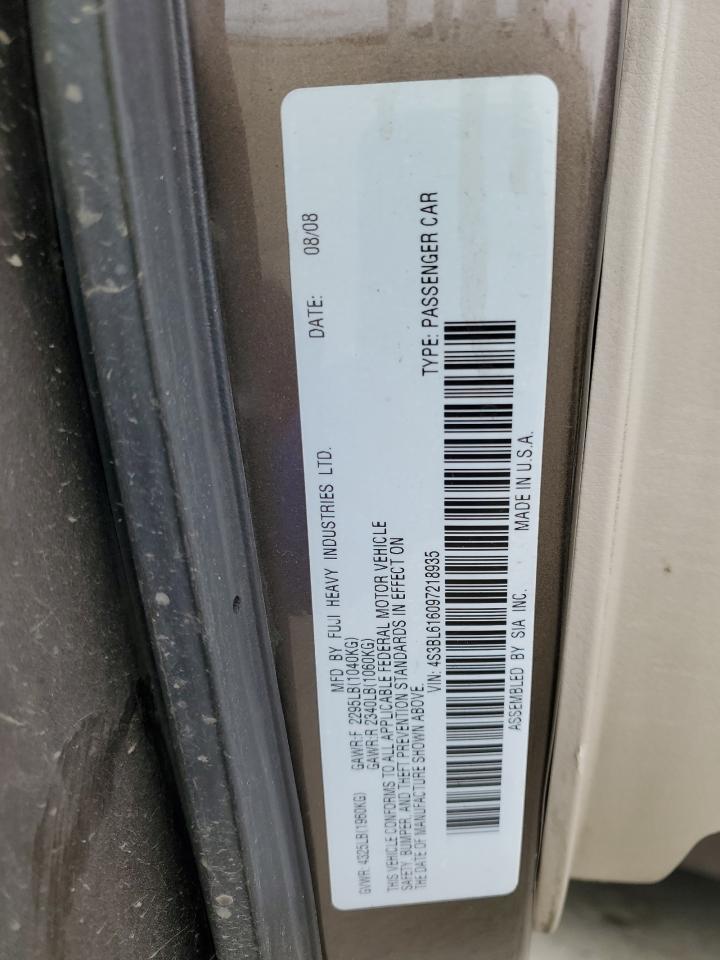 MFD BY FUJI HEAVY INDUSTRIES LTD. DATE: 08/08
GVWR: 4325LB(1960KG) GAWR:F 2295LB(1040KG)
GAWR:R 2340LB(1060KG)
THIS VEHICLE CONFORMS TO ALL APPLICABLE FEDERAL MOTOR VEHICLE
SAFETY, BUMPER, AND THEFT PREVENTION STANDARDS IN EFFECT ON
THE DATE OF MANUFACTURE SHOWN ABOVE.
VIN: 4S3BL616097218935 TYPE: PASSENGER CAR
ASSEMBLED BY SIA INC. MADE IN U.S.A.